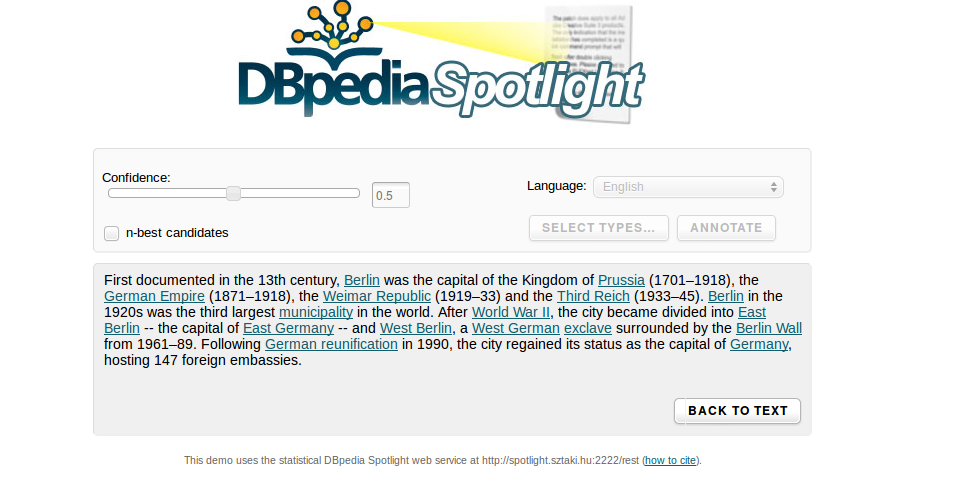 DBpedia Spotlight
Confidence:
0.5
Language: English
n-best candidates
SELECT TYPES...
ANNOTATE
First documented in the 13th century, Berlin was the capital of the Kingdom of Prussia (1701–1918), the
German Empire (1871–1918), the Weimar Republic (1919–33) and the Third Reich (1933–45). Berlin in the
1920s was the third largest municipality in the world. After World War II, the city became divided into East
Berlin -- the capital of East Germany -- and West Berlin, a West German exclave surrounded by the Berlin Wall
from 1961–89. Following German reunification in 1990, the city regained its status as the capital of Germany,
hosting 147 foreign embassies.
BACK TO TEXT
This demo uses the statistical DBpedia Spotlight web service at http://spotlight.sztaki.hu:2222/rest (how to cite).